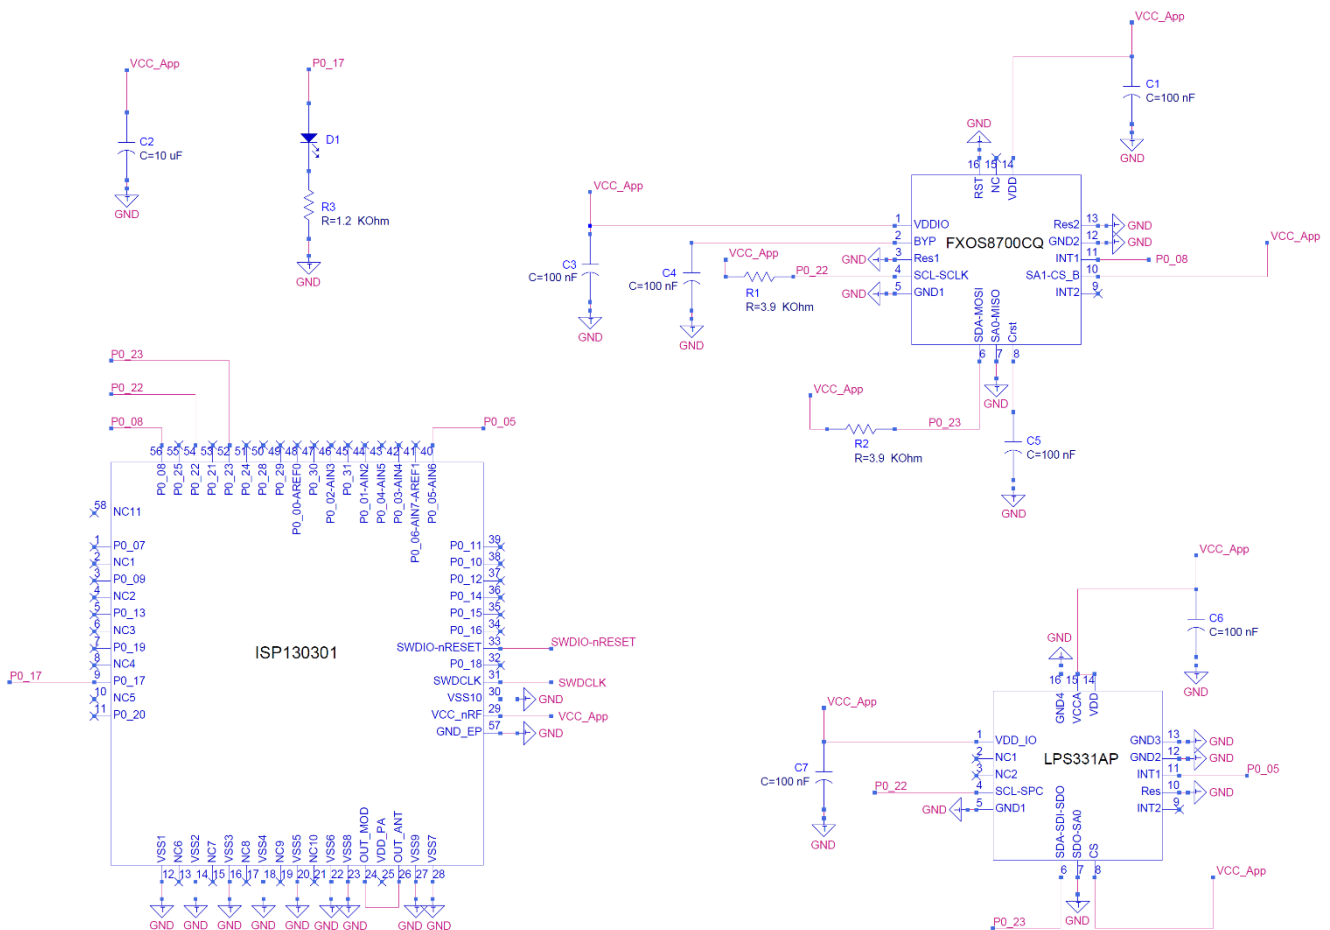 VCC_App
C2
C=10 uF
GND
P0_17
D1
R3
R=1.2 KOhm
GND
VCC_App
C1
C=100 nF
GND
GND
16
15
14
RST
NC
VDD
VCC_App
1
VDDIO
2
BYP
3
Res1
4
SCL-SCLK
5
GND1
FXOS8700CQ
Res2
13
GND
GND2
12
GND
INT1
11
P0_08
SA1-CS_B
10
VCC_App
INT2
9
C3
C=100 nF
GND
C4
C=100 nF
GND
VCC_App
P0_22
R1
R=3.9 KOhm
GND
GND
SDA-MOSI
SA0-MISO
Crst
6
7
8
GND
VCC_App
P0_23
R2
R=3.9 KOhm
C5
C=100 nF
GND
P0_23
P0_22
P0_08
P0_05
56
55
54
53
52
51
50
49
48
47
46
45
44
43
42
41
40
P0_08
P0_25
P0_22
P0_21
P0_23
P0_24
P0_28
P0_29
P0_00-AREF0
P0_30
P0_02-AIN3
P0_31
P0_01-AIN2
P0_04-AIN5
P0_03-AIN4
P0_06-AIN7-AREF1
P0_05-AIN6
58
NC11
1
P0_07
2
NC1
3
P0_09
4
NC2
5
P0_13
6
NC3
7
P0_19
8
NC4
P0_17
9
P0_17
10
NC5
11
P0_20
ISP130301
P0_11
39
P0_10
38
P0_12
37
P0_14
36
P0_15
35
P0_16
34
SWDIO-nRESET
33
SWDIO-nRESET
P0_18
32
SWDCLK
31
SWDCLK
VSS10
30
GND
VCC_nRF
29
VCC_App
GND_EP
57
GND
VSS1
NC6
VSS2
NC7
VSS3
NC8
VSS4
NC9
VSS5
NC10
VSS6
VSS8
OUT_MOD
VDD_PA
OUT_ANT
VSS9
VSS7
12
13
14
15
16
17
18
19
20
21
22
23
24
25
26
27
28
GND
GND
GND
GND
GND
GND
GND
GND
GND
VCC_App
C6
C=100 nF
GND
GND
16
15
14
GND4
VCCA
VDD
VCC_App
C7
C=100 nF
GND
1
VDD_IO
2
NC1
3
NC2
P0_22
4
SCL-SPC
GND
5
GND1
LPS331AP
GND3
13
GND
GND2
12
GND
INT1
11
P0_05
Res
10
GND
INT2
9
SDA-SDI-SDO
SDO-SA0
CS
6
7
8
P0_23
GND
VCC_App